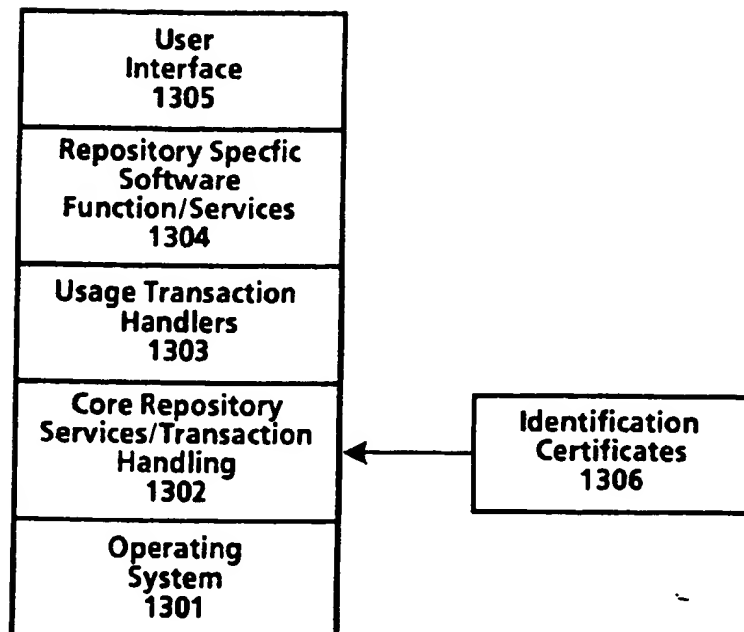 User
Interface
1305
Repository Specfic
Software
Function/Services
1304
Usage Transaction
Handlers
1303
Core Repository
Services/Transaction
Handling
1302
Identification
Certificates
1306
Operating
System
1301